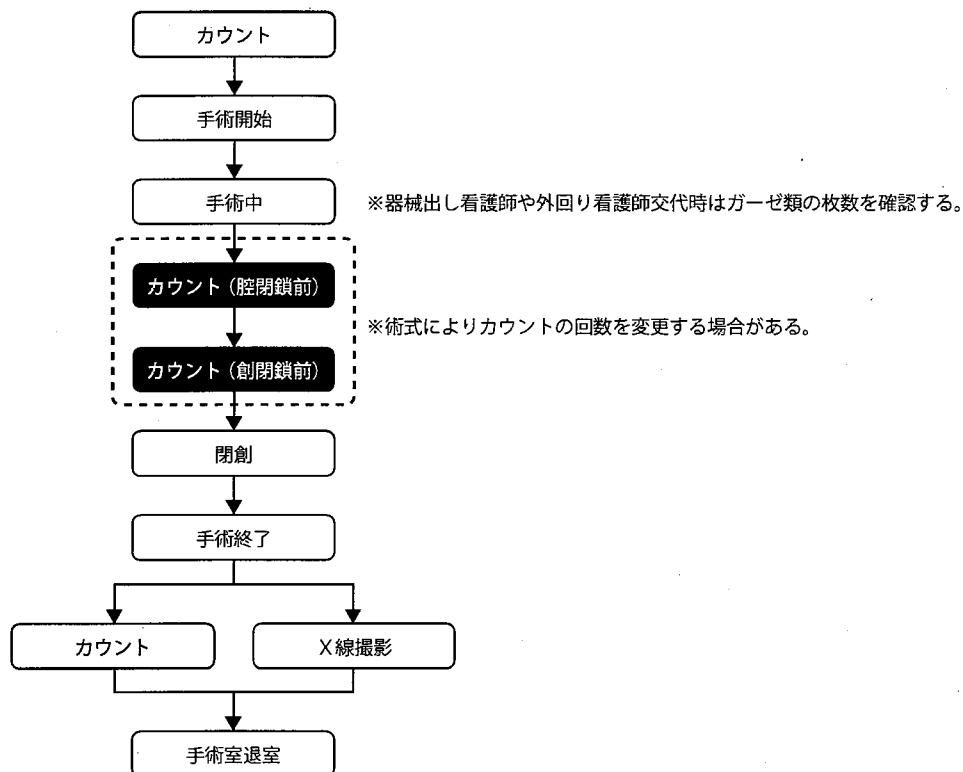 カウント
手術開始
手術中
※器械出し看護師や外回り看護師交代時はガーゼ類の枚数を確認する。
カウント（腔閉鎖前）
※術式によりカウントの回数を変更する場合がある。
カウント（創閉鎖前）
閉創
手術終了
カウント
X線撮影
手術室退室